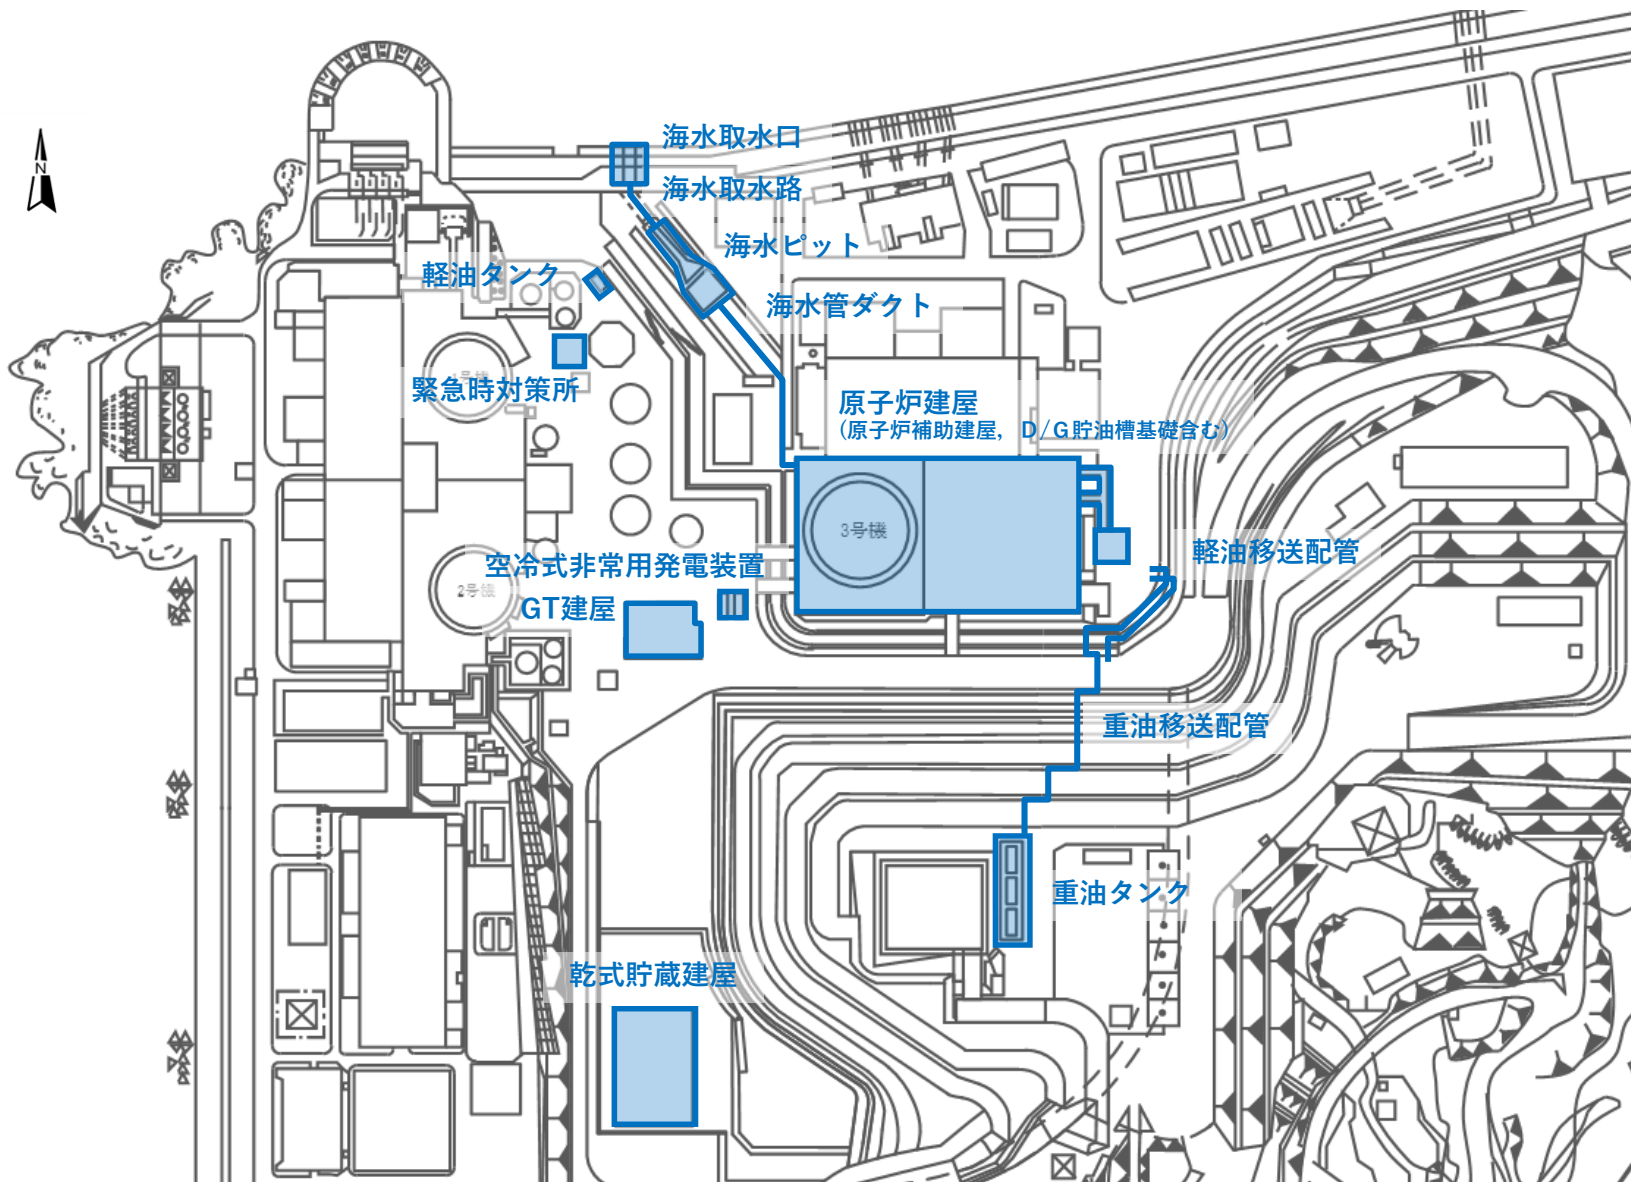 海水取水口
N
海水取水路
海水ピット
軽油タンク
海水管ダクト
1号機
緊急時対策所
原子炉建屋
(原子炉補助建屋, D/G貯油槽基礎含む)
3号機
軽油移送配管
空冷式非常用発電装置
2号機
GT建屋
重油移送配管
重油タンク
乾式貯蔵建屋